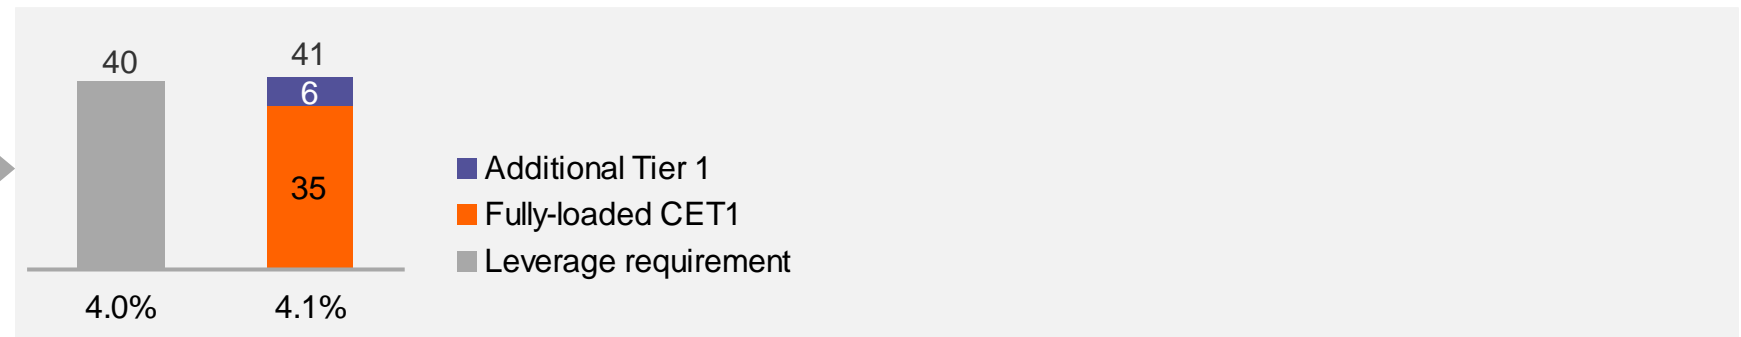 40
41
6
35
Additional Tier 1
Fully-loaded CET1
Leverage requirement
4.0%
4.1%